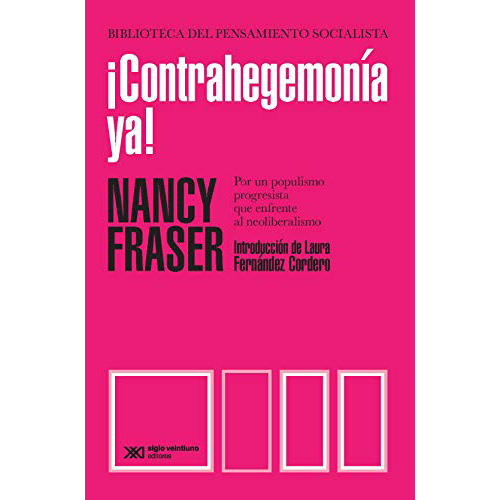 BIBLIOTECA DEL PENSAMIENTO SOCIALISTA
¡Contrahegemonía
ya!
NANCY
FRASER
Por un populismo
progresista
que enfrente
al neoliberalismo
Introducción de Laura
Fernández Cordero
siglo veintiuno
editores